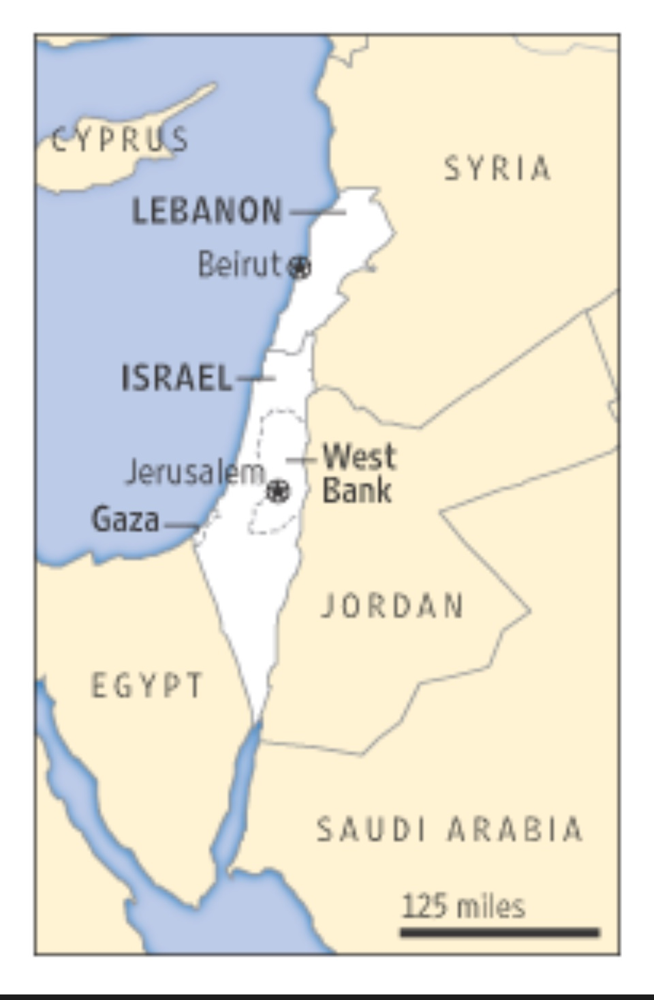 CYPRUS
SYRIA
LEBANON
Beirut
ISRAEL
West
Bank
Jerusalem
Gaza
JORDAN
EGYPT
SAUDI ARABIA
125 miles